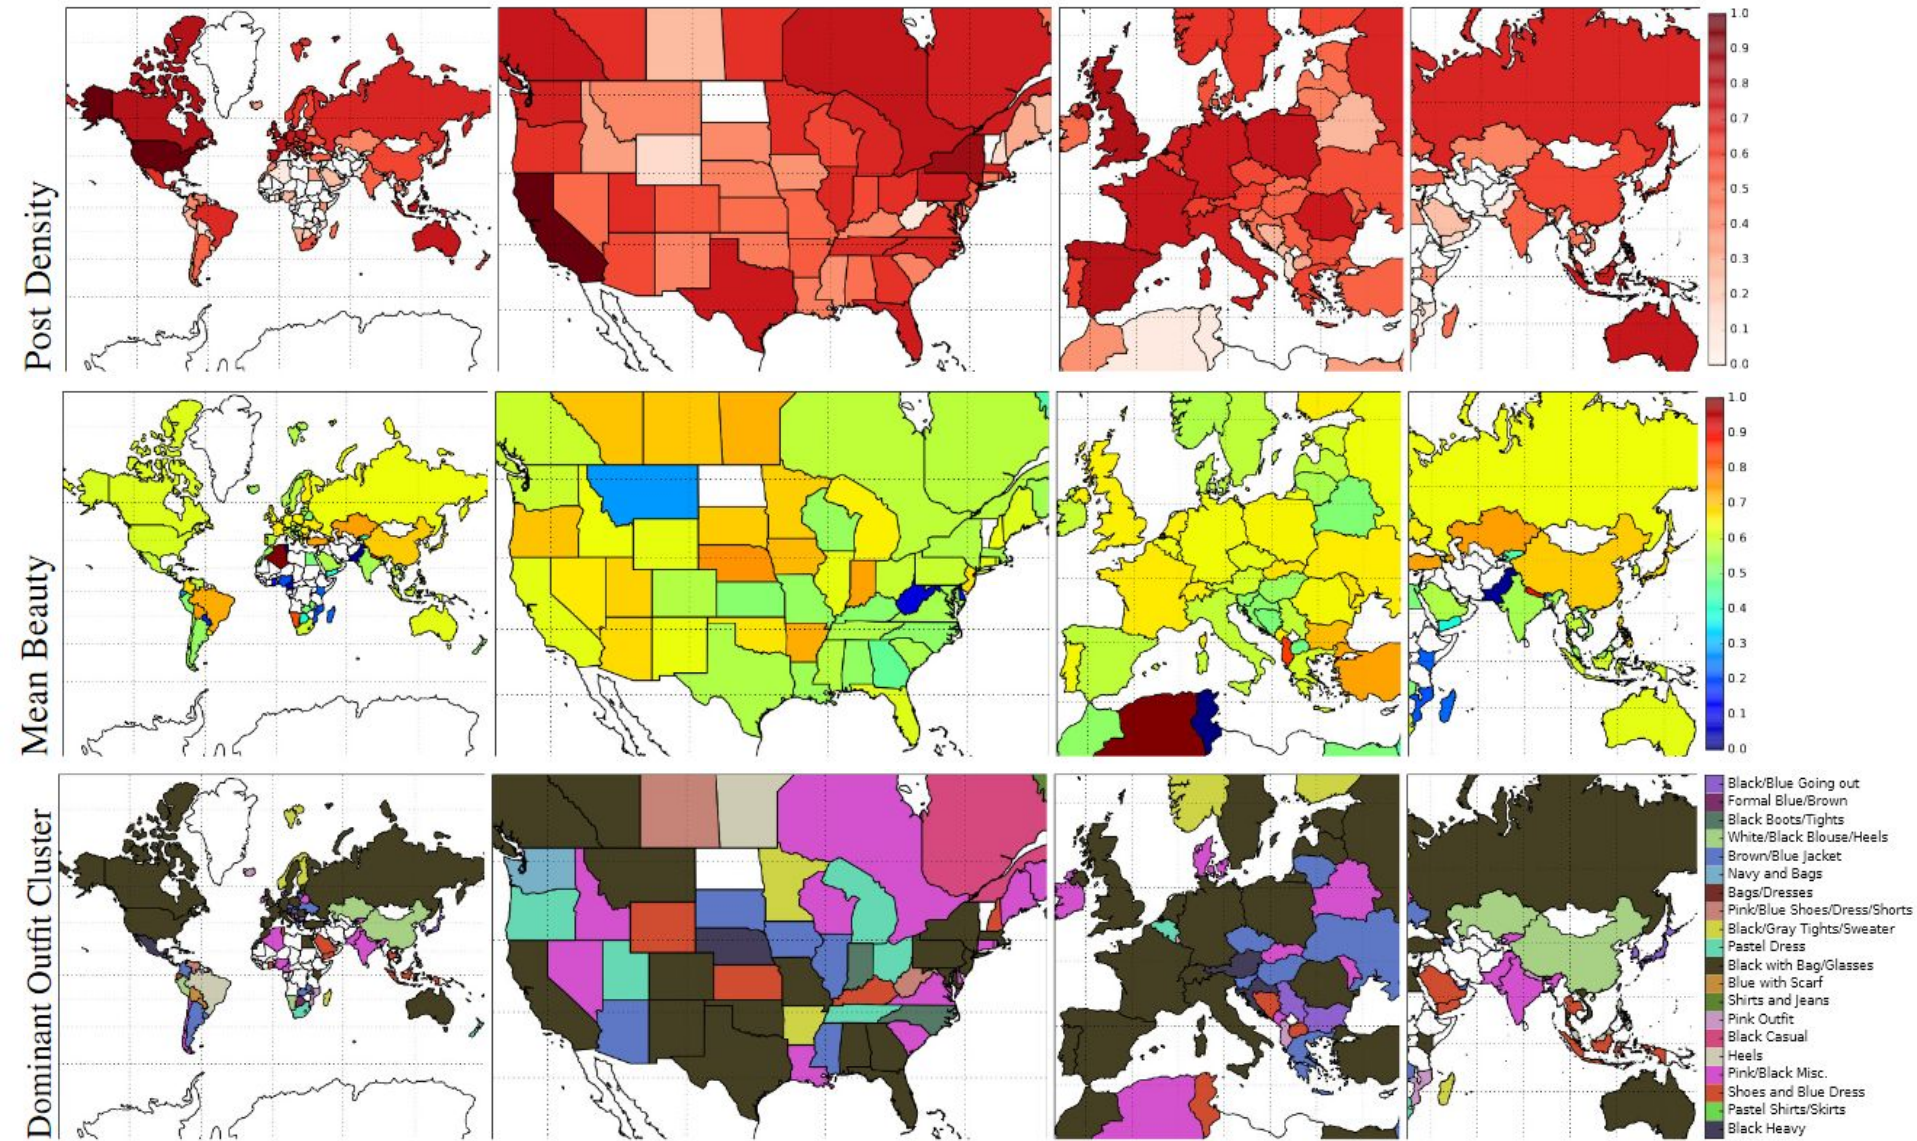 Post Density
1.0
0.9
0.8
0.7
0.6
0.5
0.4
0.3
0.2
0.1
0.0
Mean Beauty
1.0
0.9
0.8
0.7
0.6
0.5
0.4
0.3
0.2
0.1
0.0
Dominant Outfit Cluster
Black/Blue Going out
Formal Blue/Brown
Black Boots/Tights
White/Black Blouse/Heels
Brown/Blue Jacket
Navy and Bags
Bags/Dresses
Pink/Blue Shoes/Dress/Shorts
Black/Gray Tights/Sweater
Pastel Dress
Black with Bag/Glasses
Blue with Scarf
Shirts and Jeans
Pink Outfit
Black Casual
Heels
Pink/Black Misc.
Shoes and Blue Dress
Pastel Shirts/Skirts
Black Heavy